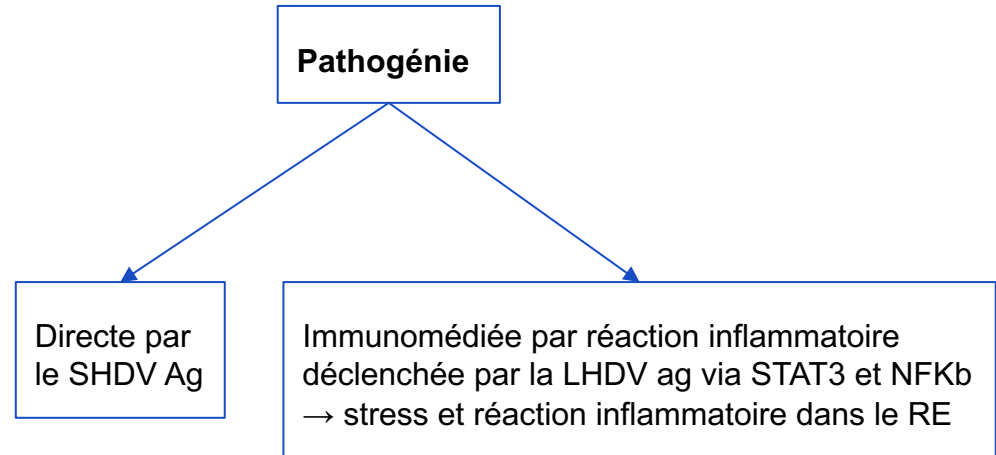 Pathogénie
Directe par
le SHDV Ag
Immunomédiée par réaction inflammatoire
déclenchée par la LHDV ag via STAT3 et NFKb
→ stress et réaction inflammatoire dans le RE